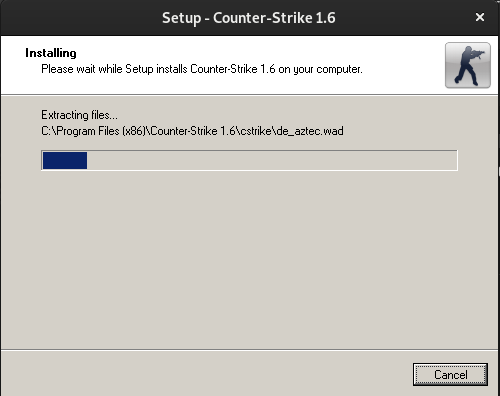 Setup - Counter-Strike 1.6
Installing
Please wait while Setup installs Counter-Strike 1.6 on your computer.
Extracting files...
C:\Program Files (x86)\Counter-Strike 1.6\cstrike\de_aztec.wad
Cancel